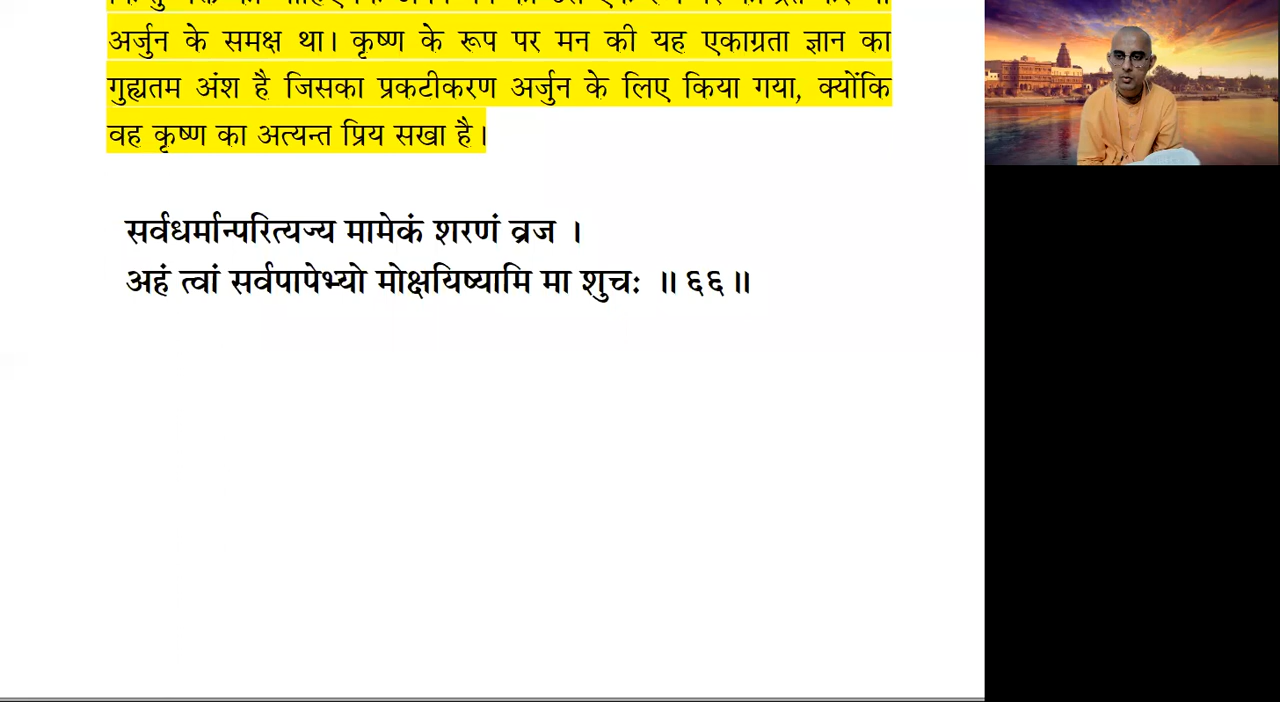 अर्जुन के समक्ष था। कृष्ण के रूप पर मन की यह एकाग्रता ज्ञान का
गुह्यतम अंश है जिसका प्रकटीकरण अर्जुन के लिए किया गया, क्योंकि
वह कृष्ण का अत्यन्त प्रिय सखा है।
सर्वधर्मान्परित्यज्य मामेकं शरणं व्रज ।
अहं त्वां सर्वपापेभ्यो मोक्षयिष्यामि मा शुचः ॥ ६६॥